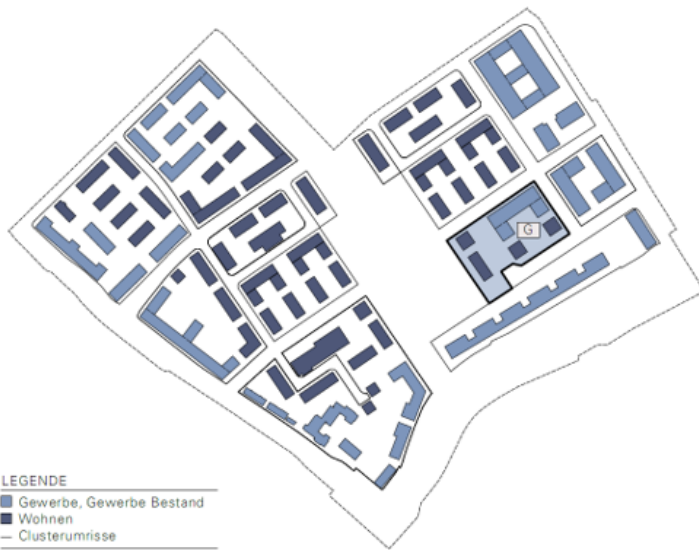 G
LEGENDE
Gewerbe, Gewerbe Bestand
Wohnen
Clusterumrisse